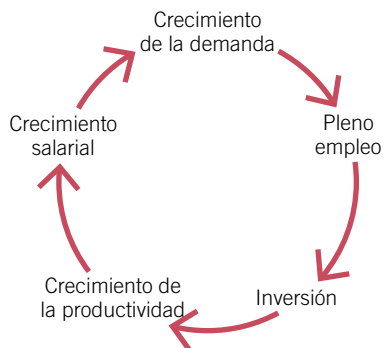 Crecimiento
de la demanda
Pleno
empleo
Inversión
Crecimiento de
la productividad
Crecimiento
salarial